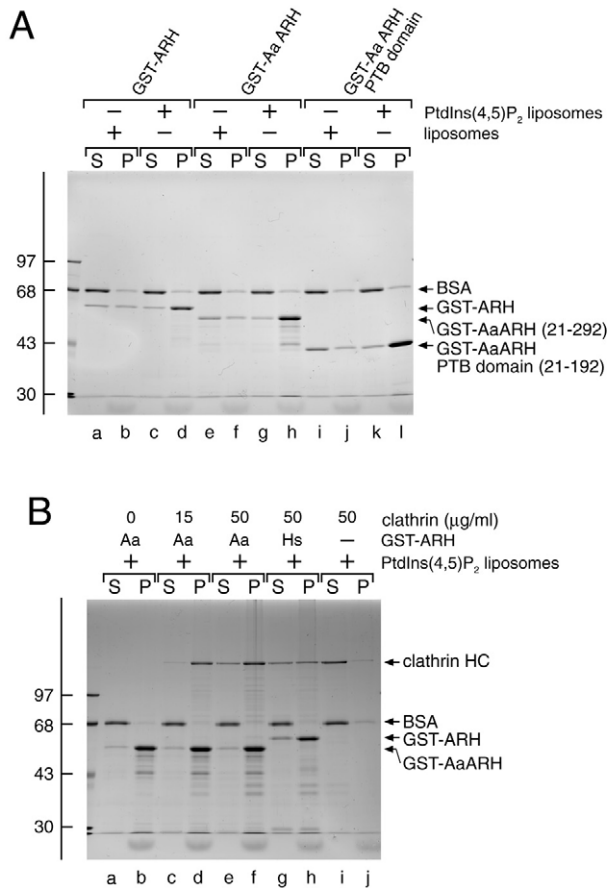 A
GST-ARH GST-Aa ARH GST-Aa ARH PTB domain
− + − + − + PtdIns(4,5)P2 liposomes
+ − + − + − liposomes
S P S P S P S P S P S P
97
68
43
30
BSA
GST-ARH
GST-AaARH (21-292)
GST-AaARH
PTB domain (21-192)
a b c d e f g h i j k l
B
0 15 50 50 50 clathrin (μg/ml)
Aa Aa Aa Hs − GST-ARH
+ + + + + PtdIns(4,5)P2 liposomes
S P S P S P S P S P
97
68
43
30
clathrin HC
BSA
GST-ARH
GST-AaARH
a b c d e f g h i j